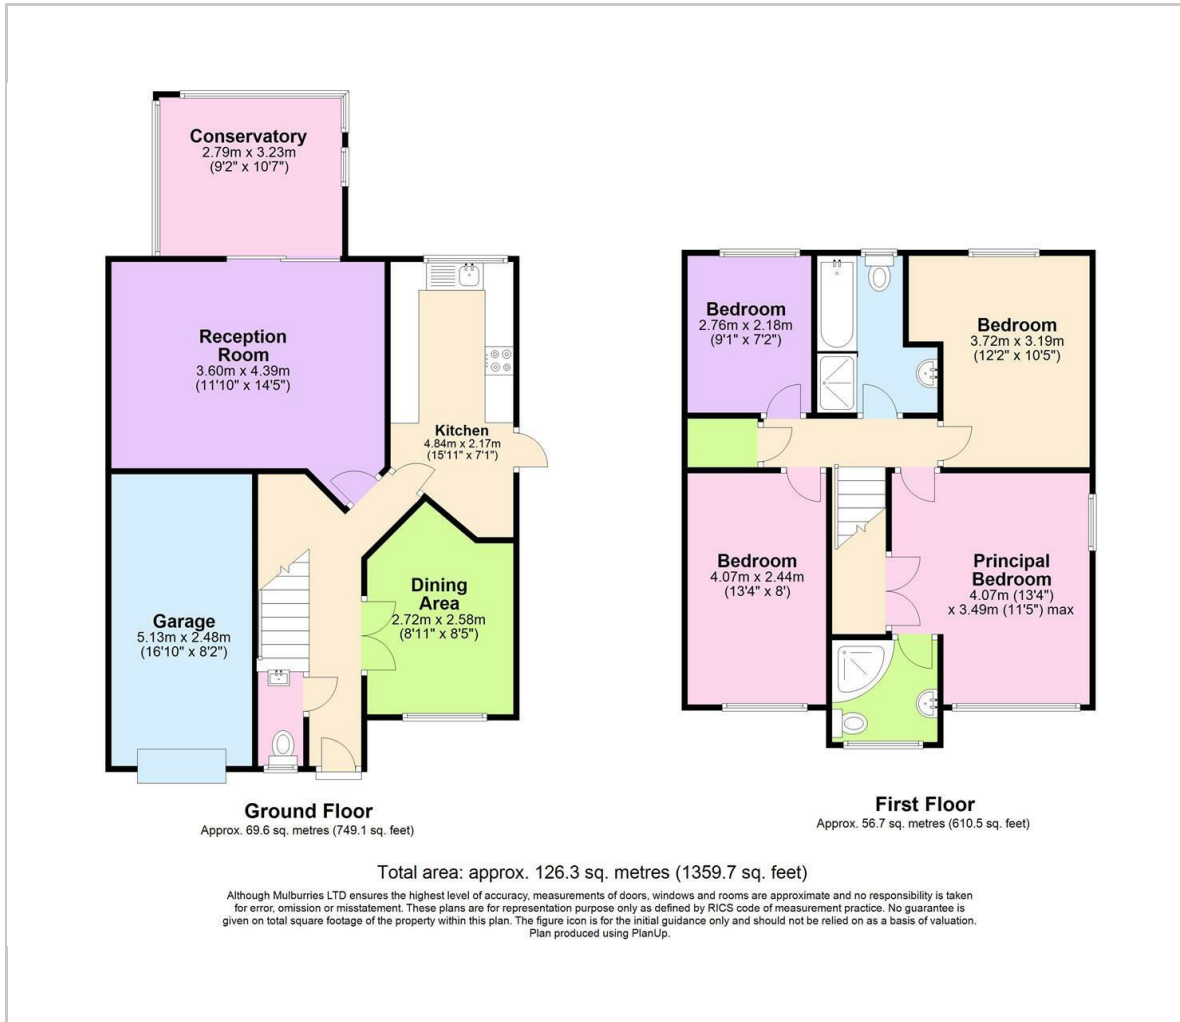 Conservatory
2.79m x 3.23m
(9'2" x 10'7")
Reception
Room
3.60m x 4.39m
(11'10" x 14'5")
Kitchen
4.84m x 2.17m
(15'11" x 7'1")
Garage
5.13m x 2.48m
(16'10" x 8'2")
Dining
Area
2.72m x 2.58m
(8'11" x 8'5")
Ground Floor
Approx. 69.6 sq. metres (749.1 sq. feet)
Bedroom
2.76m x 2.18m
(9'1" x 7'2")
Bedroom
3.72m x 3.19m
(12'2" x 10'5")
Bedroom
4.07m x 2.44m
(13'4" x 8')
Principal
Bedroom
4.07m (13'4")
x 3.49m (11'5") max
First Floor
Approx. 56.7 sq. metres (610.5 sq. feet)
Total area: approx. 126.3 sq. metres (1359.7 sq. feet)
Although Mulburries LTD ensures the highest level of accuracy, measurements of doors, windows and rooms are approximate and no responsibility is taken
for error, omission or misstatement. These plans are for representation purpose only as defined by RICS code of measurement practice. No guarantee is
given on total square footage of the property within this plan. The figure icon is for the initial guidance only and should not be relied on as a basis of valuation.
Plan produced using PlanUp.